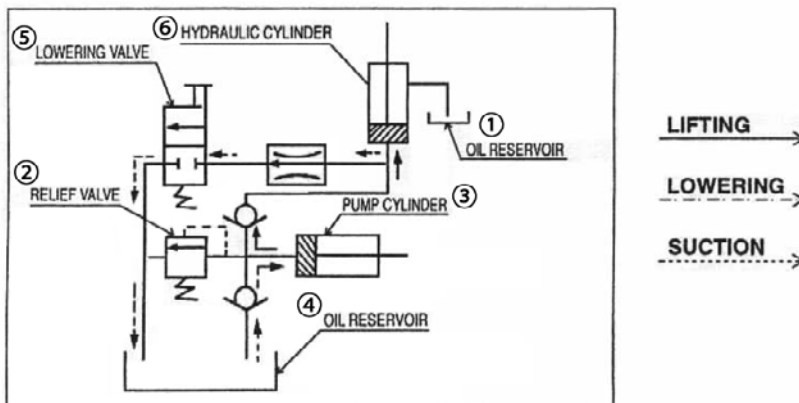 ⑤ LOWERING VALVE
⑥ HYDRAULIC CYLINDER
① OIL RESERVOIR
② RELIEF VALVE
③ PUMP CYLINDER
④ OIL RESERVOIR
LIFTING
LOWERING
SUCTION